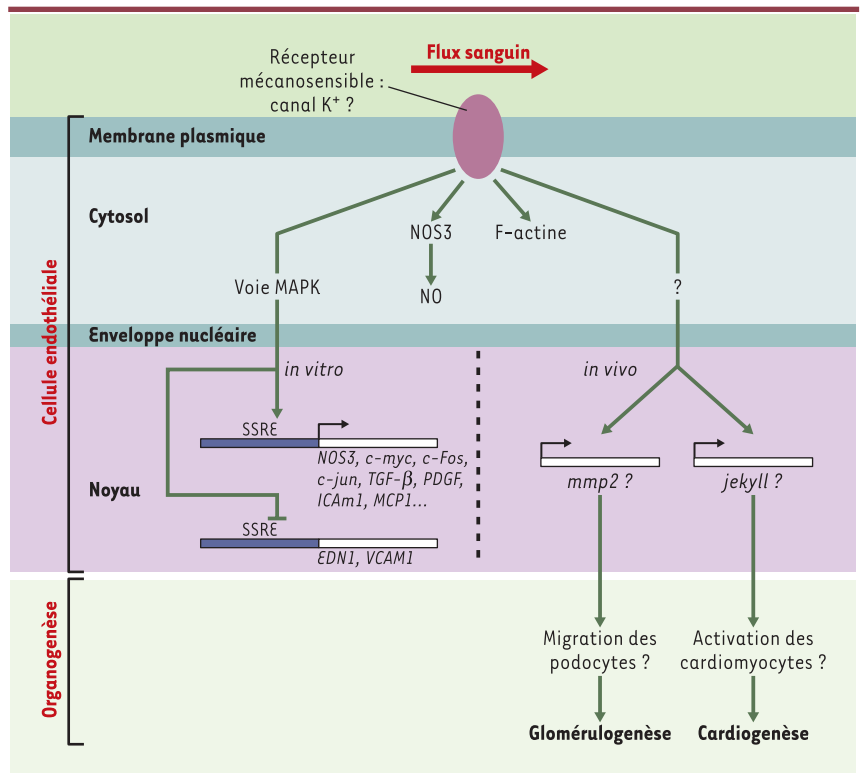 Flux sanguin
Récepteur
mécanosensible :
canal K⁺ ?
Membrane plasmique
Cytosol
NOS3
F-actine
Voie MAPK
NO
?
Cellule endothéliale
Enveloppe nucléaire
in vitro
in vivo
SSRE
NOS3, c-myc, c-Fos,
c-jun, TGF-β, PDGF,
ICAm1, MCP1...
mmp2 ?
jekyll ?
Noyau
SSRE
EDN1, VCAM1
Organogenèse
Migration des
podocytes ?
Activation des
cardiomyocytes ?
Glomérulogenèse
Cardiogenèse